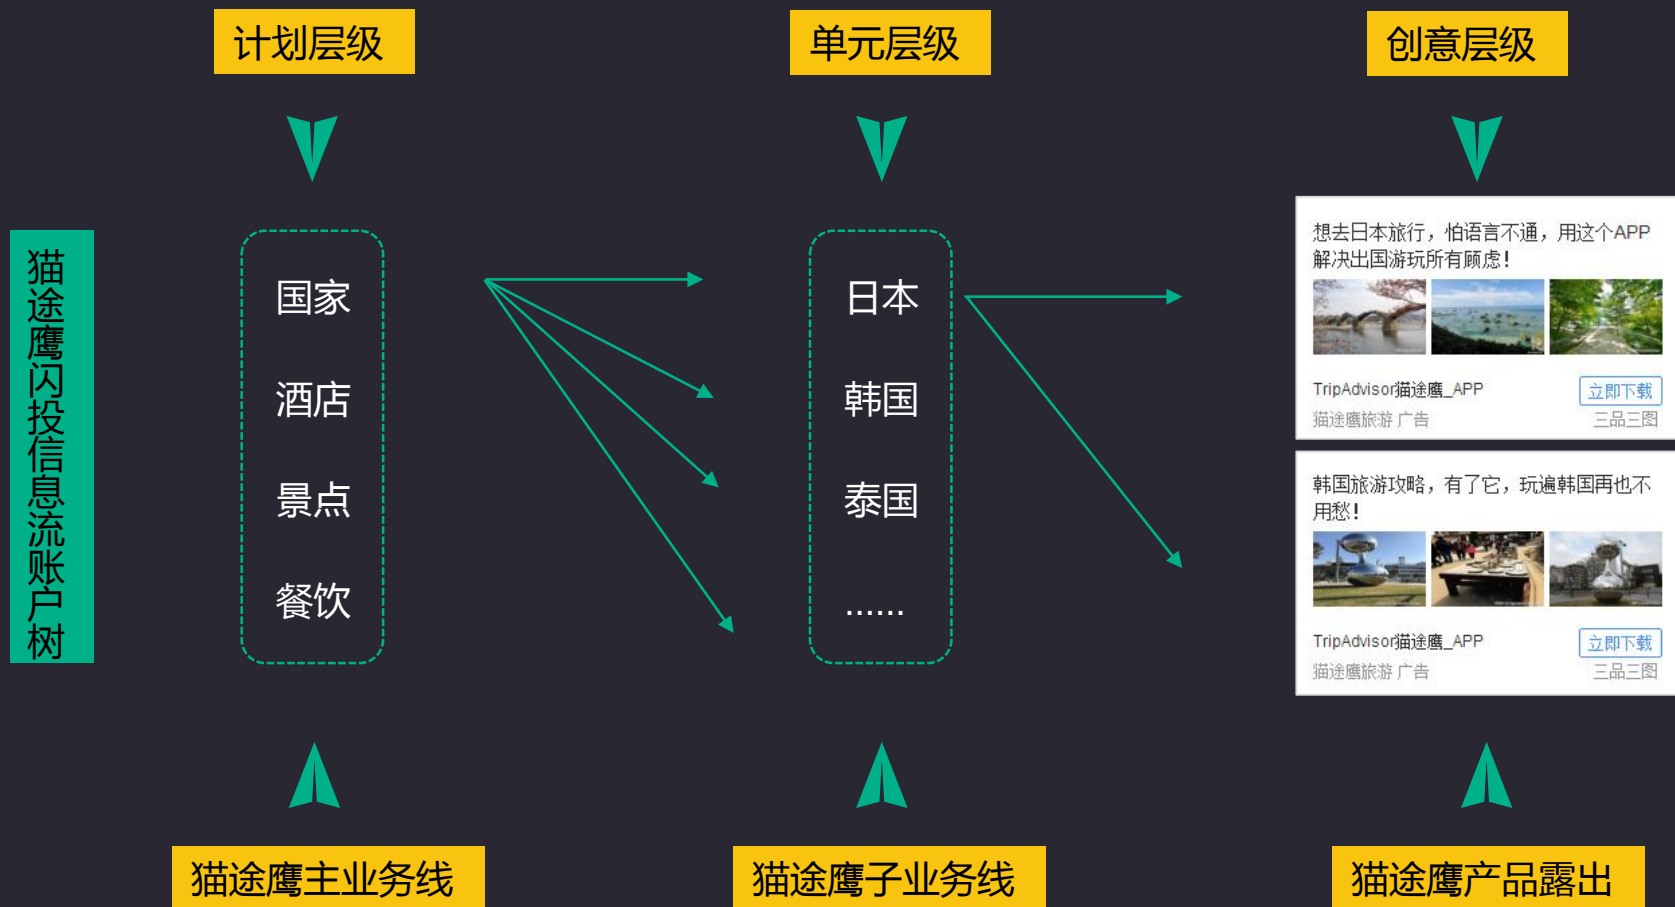 计划层级
单元层级
创意层级
猫途鹰闪投信息流账户树
国家
酒店
景点
餐饮
日本
韩国
泰国
......
想去日本旅行，怕语言不通，用这个APP
解决出国游玩所有顾虑！
TripAdvisor猫途鹰_APP
立即下载
猫途鹰旅游 广告
三品三图
韩国旅游攻略，有了它，玩遍韩国再也不
用愁！
TripAdvisor猫途鹰_APP
立即下载
猫途鹰旅游 广告
三品三图
猫途鹰主业务线
猫途鹰子业务线
猫途鹰产品露出